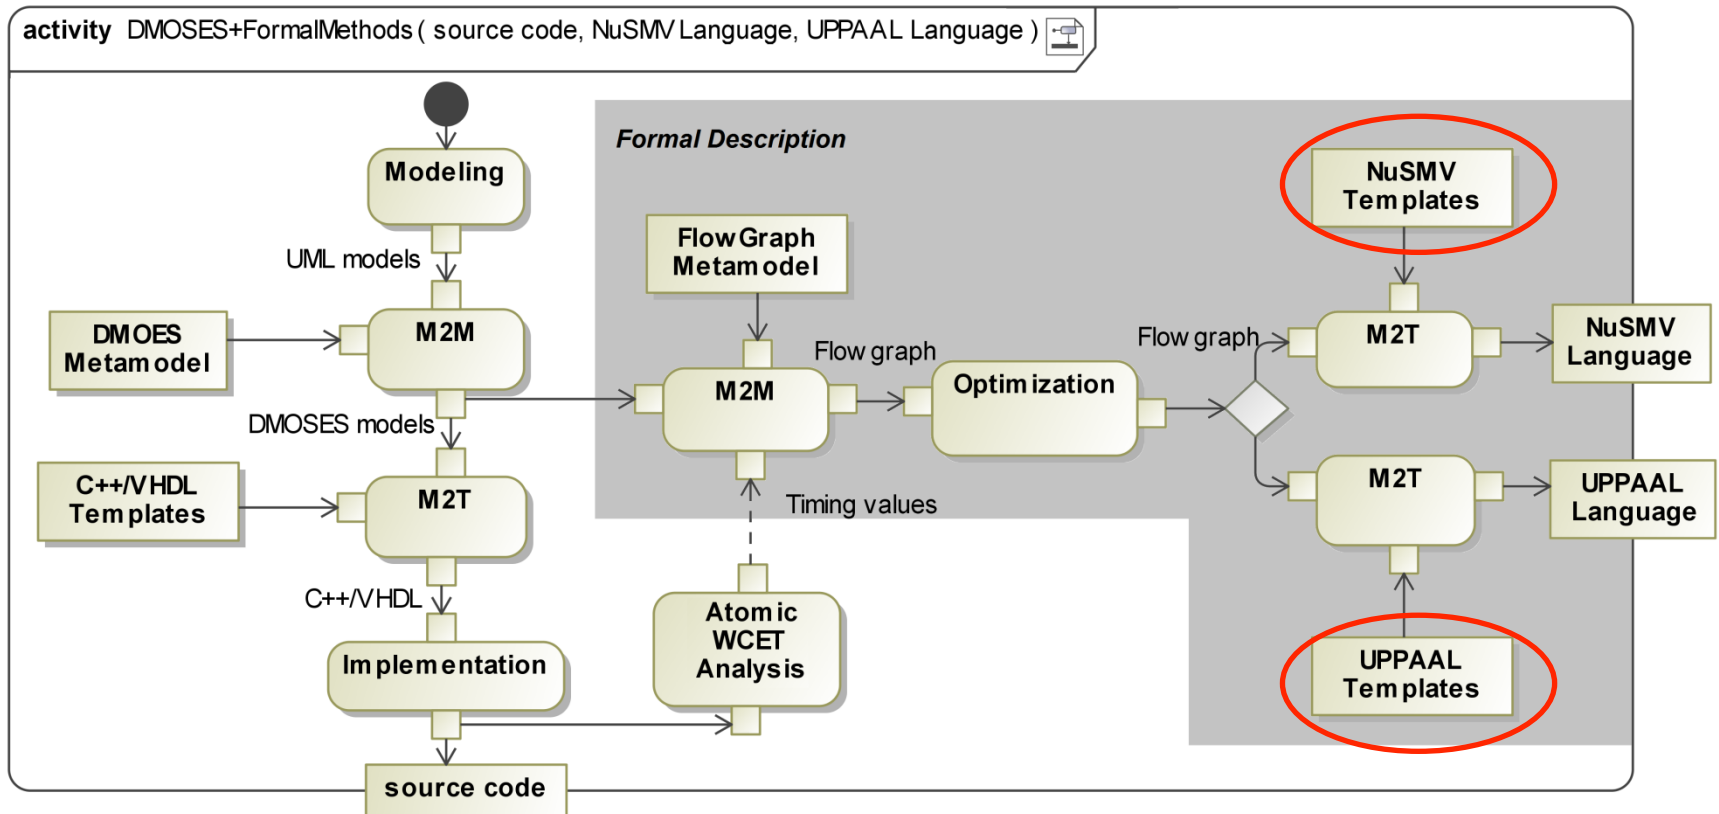 activity DMOSES+FormalMethods ( source code, NuSMV Language, UPPAAL Language )
Formal Description
Modeling
UML models
DMOES
Metamodel
M2M
DMOSES models
C++/VHDL
Templates
M2T
C++/VHDL
Implementation
source code
FlowGraph
Metamodel
M2M
Flow graph
Timing values
Atomic
WCET
Analysis
Optimization
Flow graph
NuSMV
Templates
M2T
NuSMV
Language
M2T
UPPAAL
Language
UPPAAL
Templates